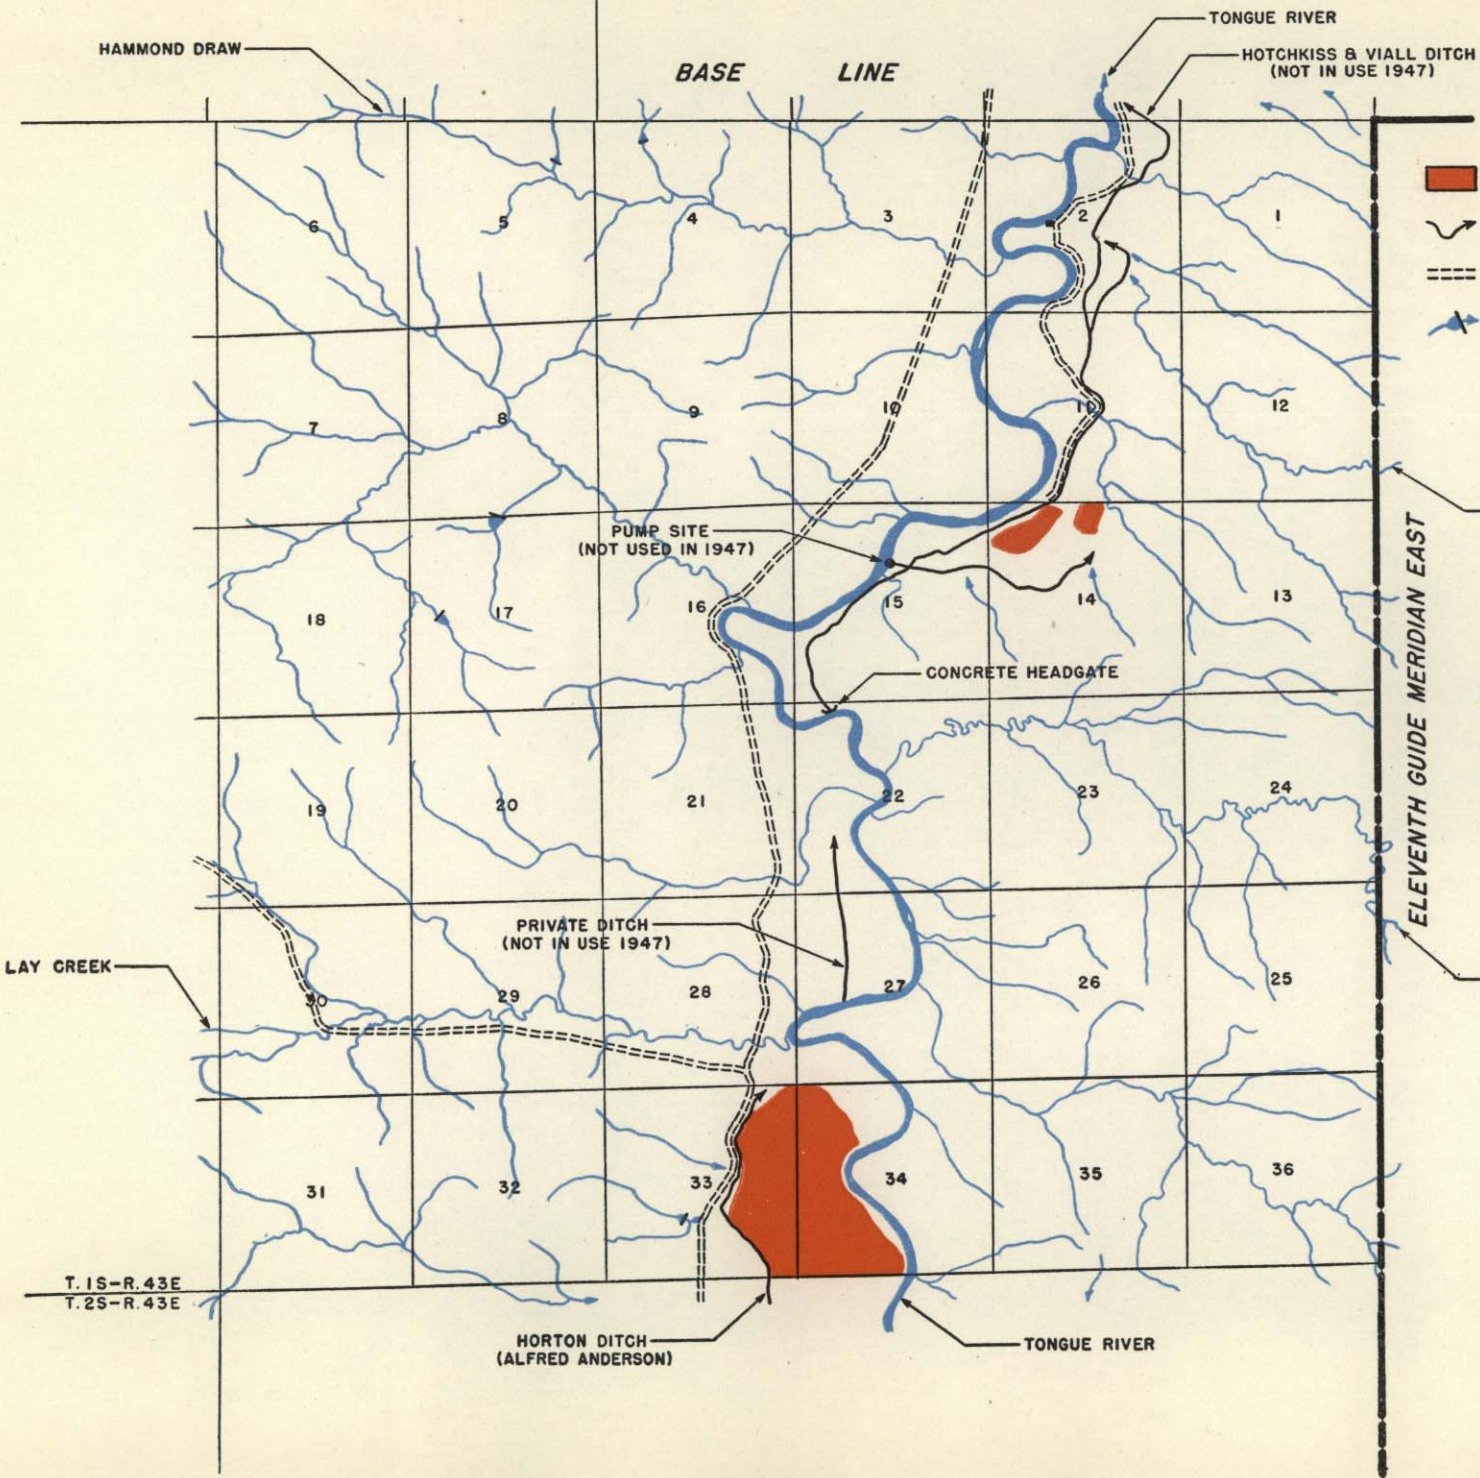 TONGUE RIVER
HAMMOND DRAW
HOTCHKISS & VIALL DITCH
(NOT IN USE 1947)
BASE LINE
6 5 4 3 2 1
7 8 9 10 11 12
PUMP SITE
(NOT USED IN 1947)
18 17 16 15 14 13
CONCRETE HEADGATE
ELEVENTH GUIDE MERIDIAN EAST
19 20 21 22 23 24
PRIVATE DITCH
(NOT IN USE 1947)
LAY CREEK
30 29 28 27 26 25
31 32 33 34 35 36
T.1S-R.43E
T.2S-R.43E
HORTON DITCH
(ALFRED ANDERSON)
TONGUE RIVER